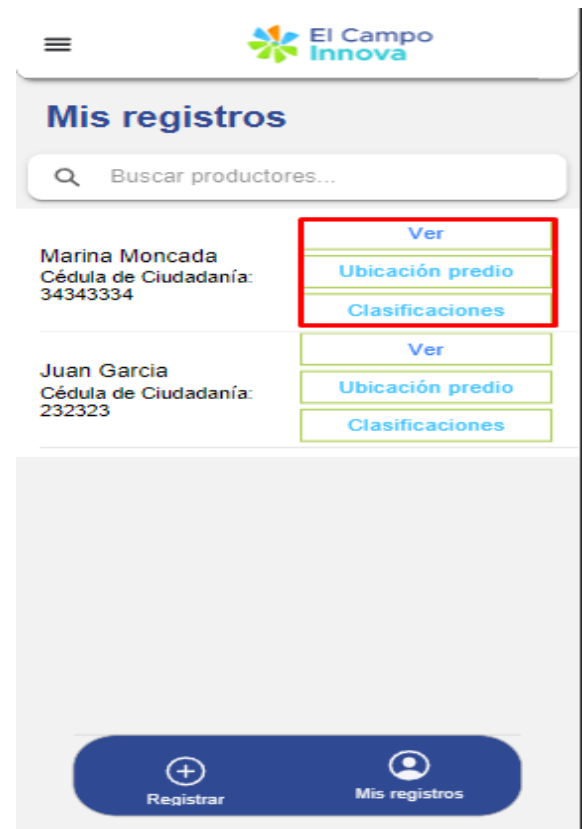 El Campo
Innova
Mis registros
Buscar productores...
Marina Moncada
Cédula de Ciudadanía:
34343334
Ver
Ubicación predio
Clasificaciones
Juan Garcia
Cédula de Ciudadanía:
232323
Ver
Ubicación predio
Clasificaciones
Registrar
Mis registros